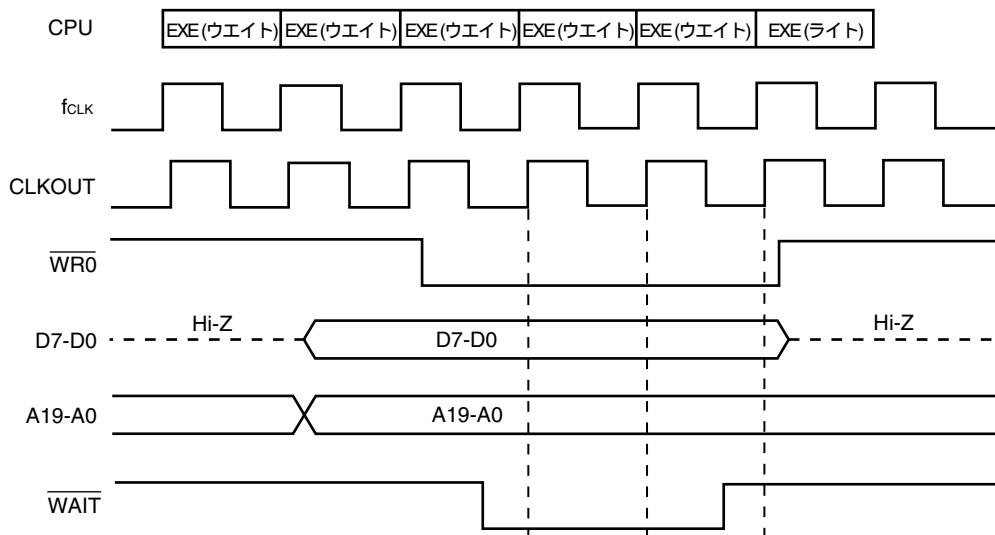 CPU EXE(ウエイト) EXE(ウエイト) EXE(ウエイト) EXE(ウエイト) EXE(ウエイト) EXE(ライト)
fCLK
CLKOUT
WR0
Hi-Z Hi-Z
D7-D0 D7-D0
A19-A0 A19-A0
WAIT